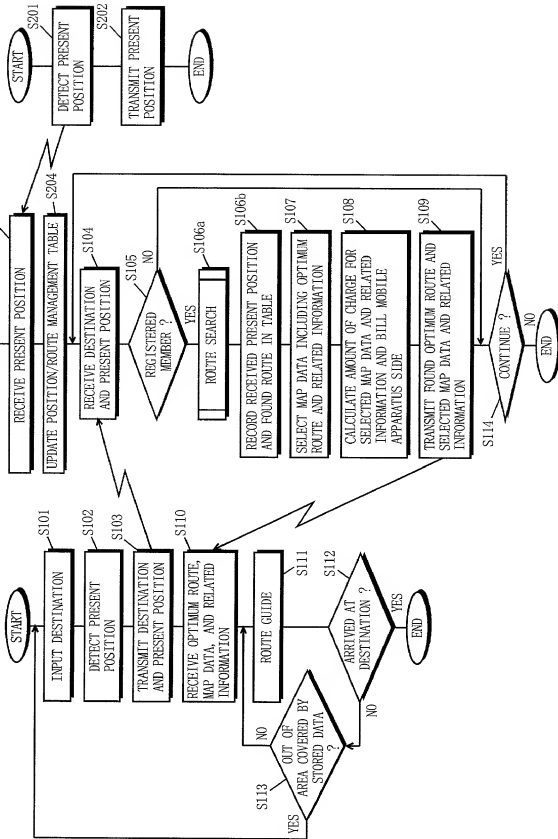 START
S101
INPUT DESTINATION
S102
DETECT PRESENT
POSITION
S103
TRANSMIT DESTINATION
AND PRESENT POSITION
S110
RECEIVE OPTIMUM ROUTE,
MAP DATA, AND RELATED
INFORMATION
S111
ROUTE GUIDE
S112
ARRIVED AT
DESTINATION ?
YES
END
NO
S113
OUT OF
AREA COVERED BY
STORED DATA
?
NO
YES
RECEIVE PRESENT POSITION
S204
UPDATE POSITION/ROUTE MANAGEMENT TABLE
S104
RECEIVE DESTINATION
AND PRESENT POSITION
S105
REGISTERED
MEMBER ?
NO
YES
S106a
ROUTE SEARCH
S106b
RECORD RECEIVED PRESENT POSITION
AND FOUND ROUTE IN TABLE
S107
SELECT MAP DATA INCLUDING OPTIMUM
ROUTE AND RELATED INFORMATION
S108
CALCULATE AMOUNT OF CHARGE FOR
SELECTED MAP DATA AND RELATED
INFORMATION AND BILL MOBILE
APPARATUS SIDE
S109
TRANSMIT FOUND OPTIMUM ROUTE AND
SELECTED MAP DATA AND RELATED
INFORMATION
S114
CONTINUE ?
YES
NO
END
START
S201
DETECT PRESENT
POSITION
S202
TRANSMIT PRESENT
POSITION
END